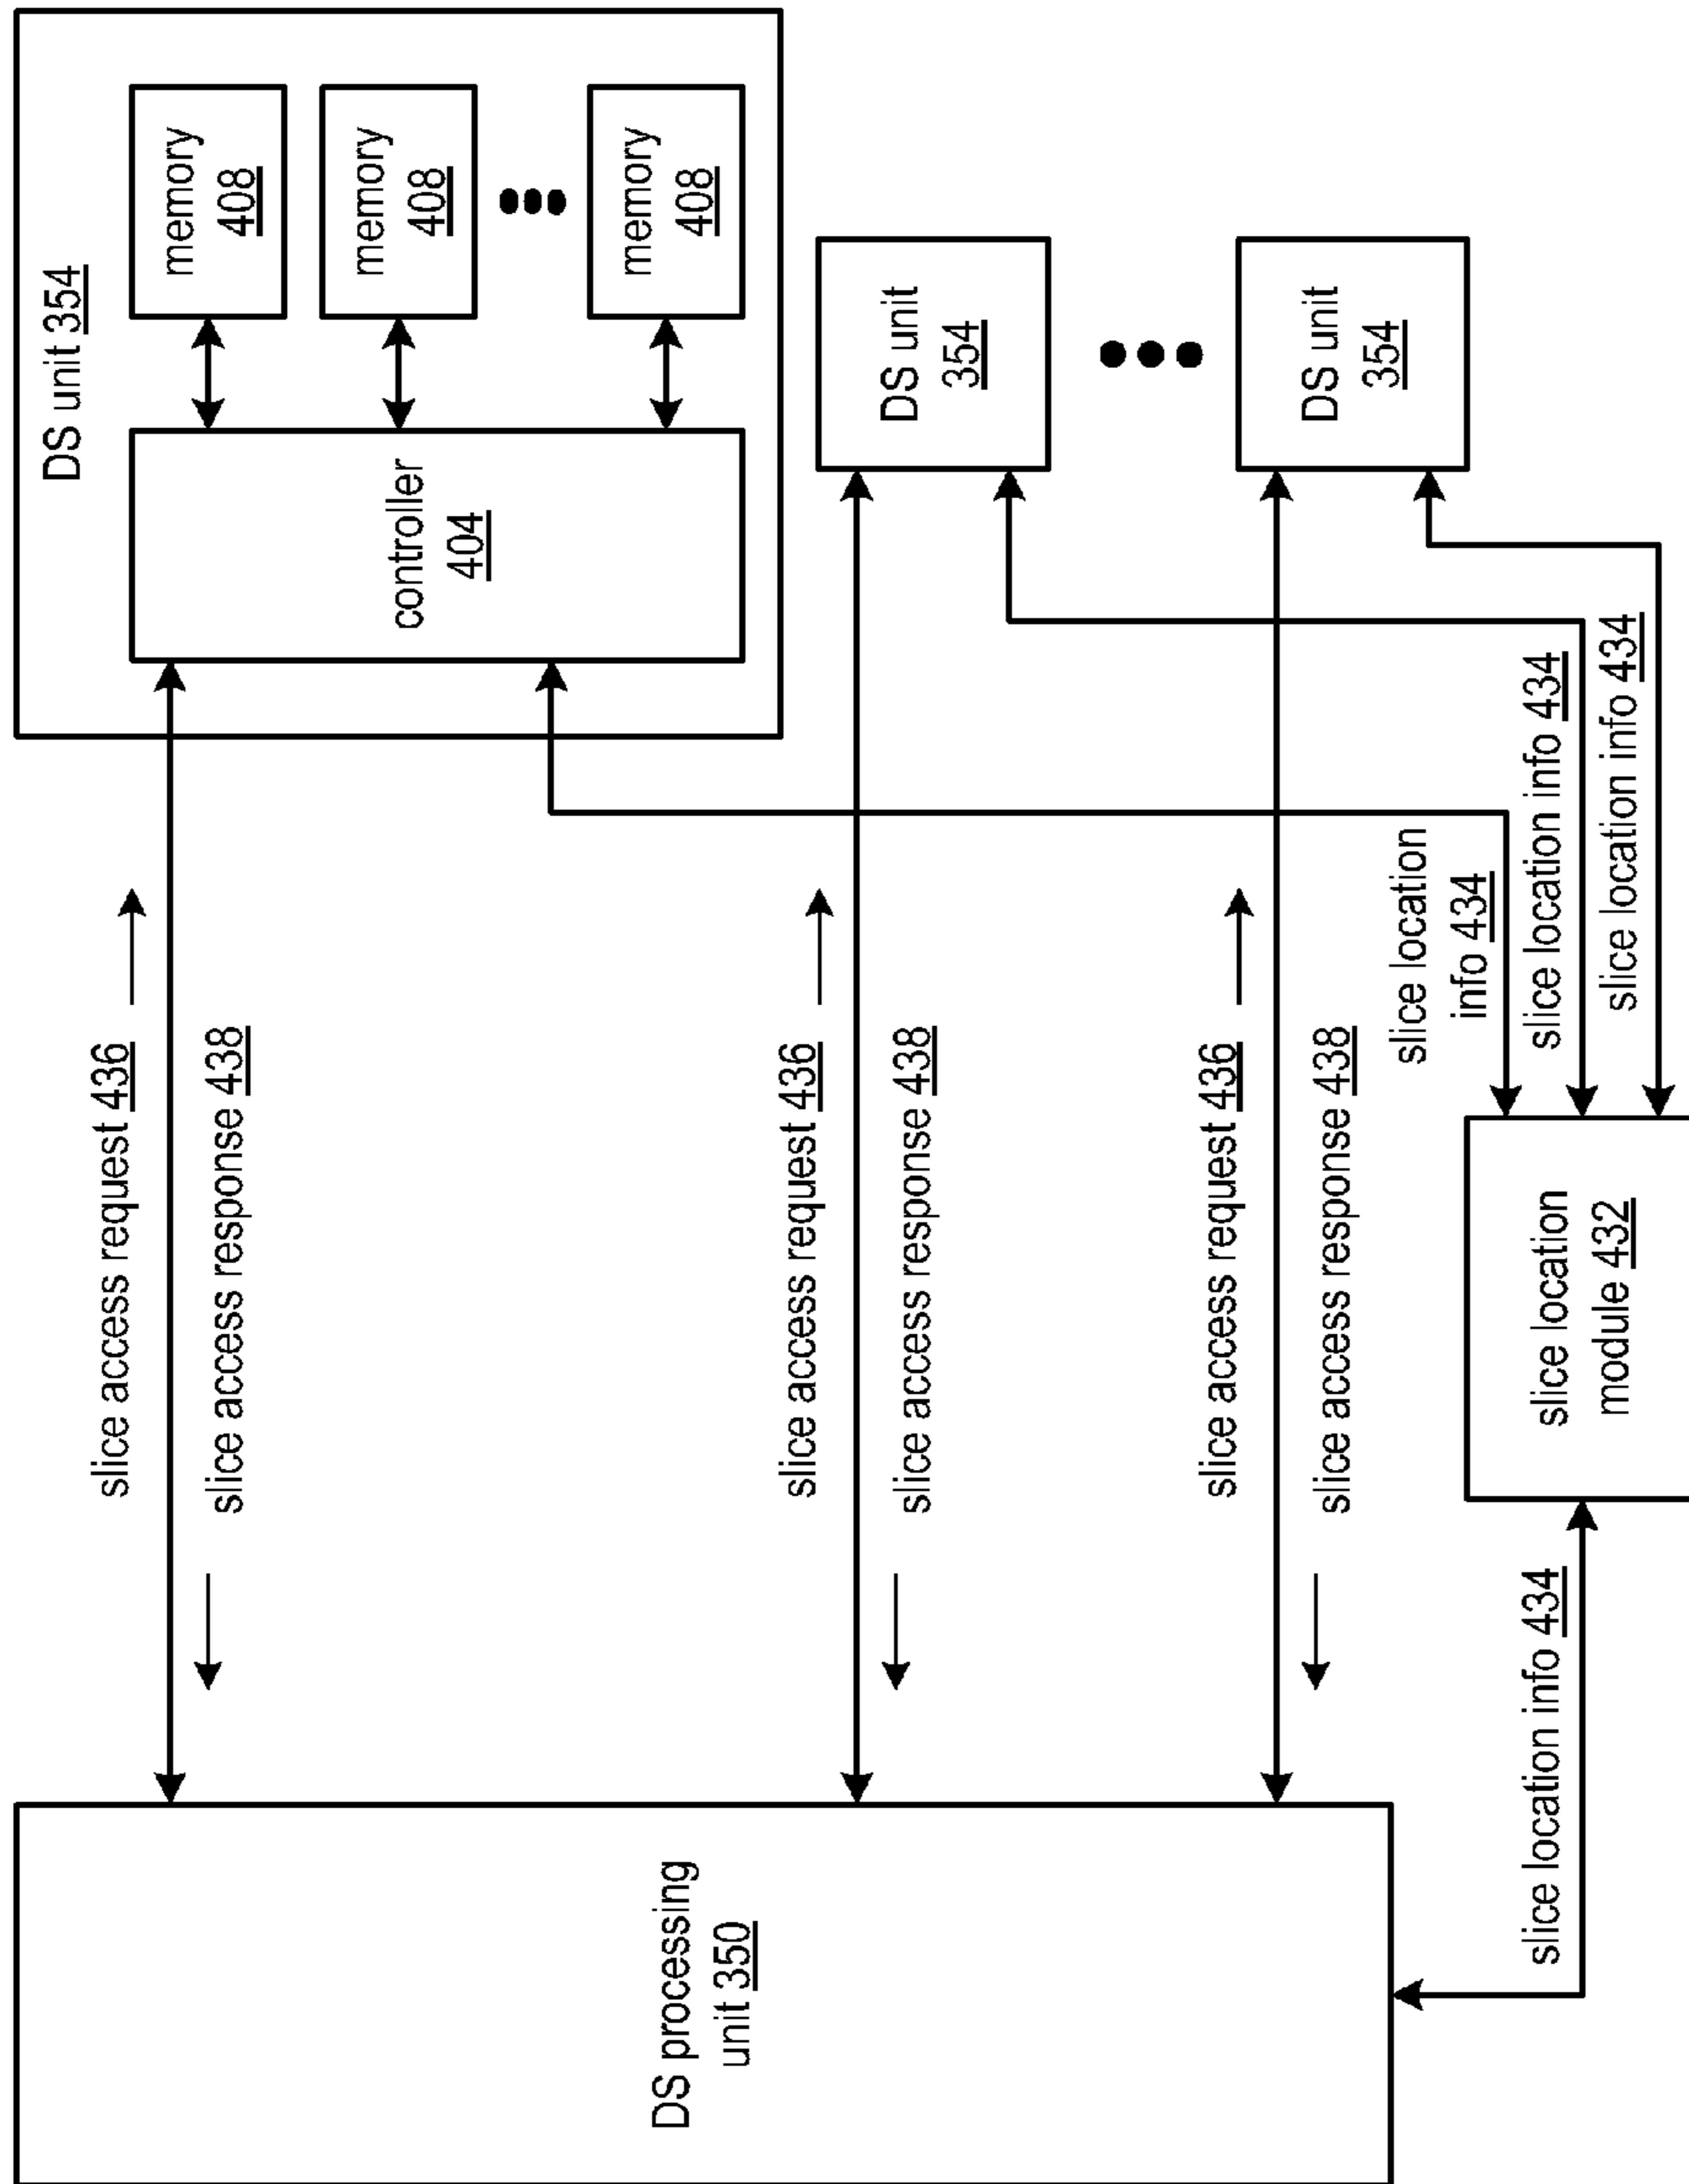 DS unit 354
controller
404
memory
408
memory
408
memory
408
slice access request 436
slice access response 438
DS processing
unit 350
DS unit
354
slice access request 436
slice access response 438
DS unit
354
slice access request 436
slice access response 438
slice location
info 434
slice location info 434
slice location info 434
slice location
module 432
slice location info 434